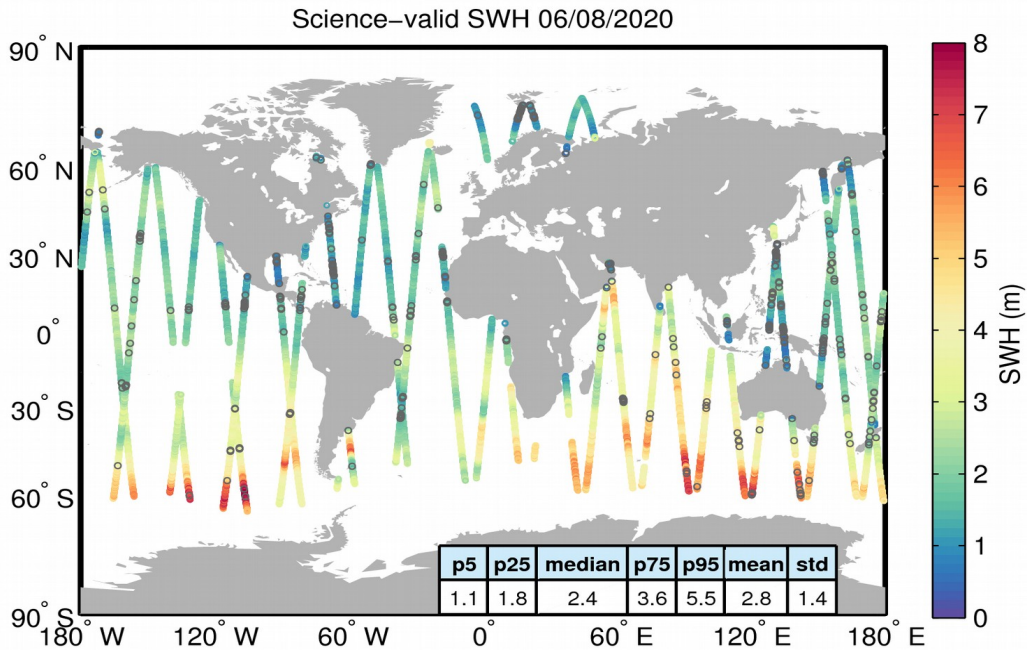 Science−valid SWH 06/08/2020
90° N
60° N
30° N
0°
30° S
60° S
90° S
180° W
120° W
60° W
0°
60° E
120° E
180° E
p5 p25 median p75 p95 mean std
1.1 1.8 2.4 3.6 5.5 2.8 1.4
8
7
6
5
4
3
2
1
0
SWH (m)